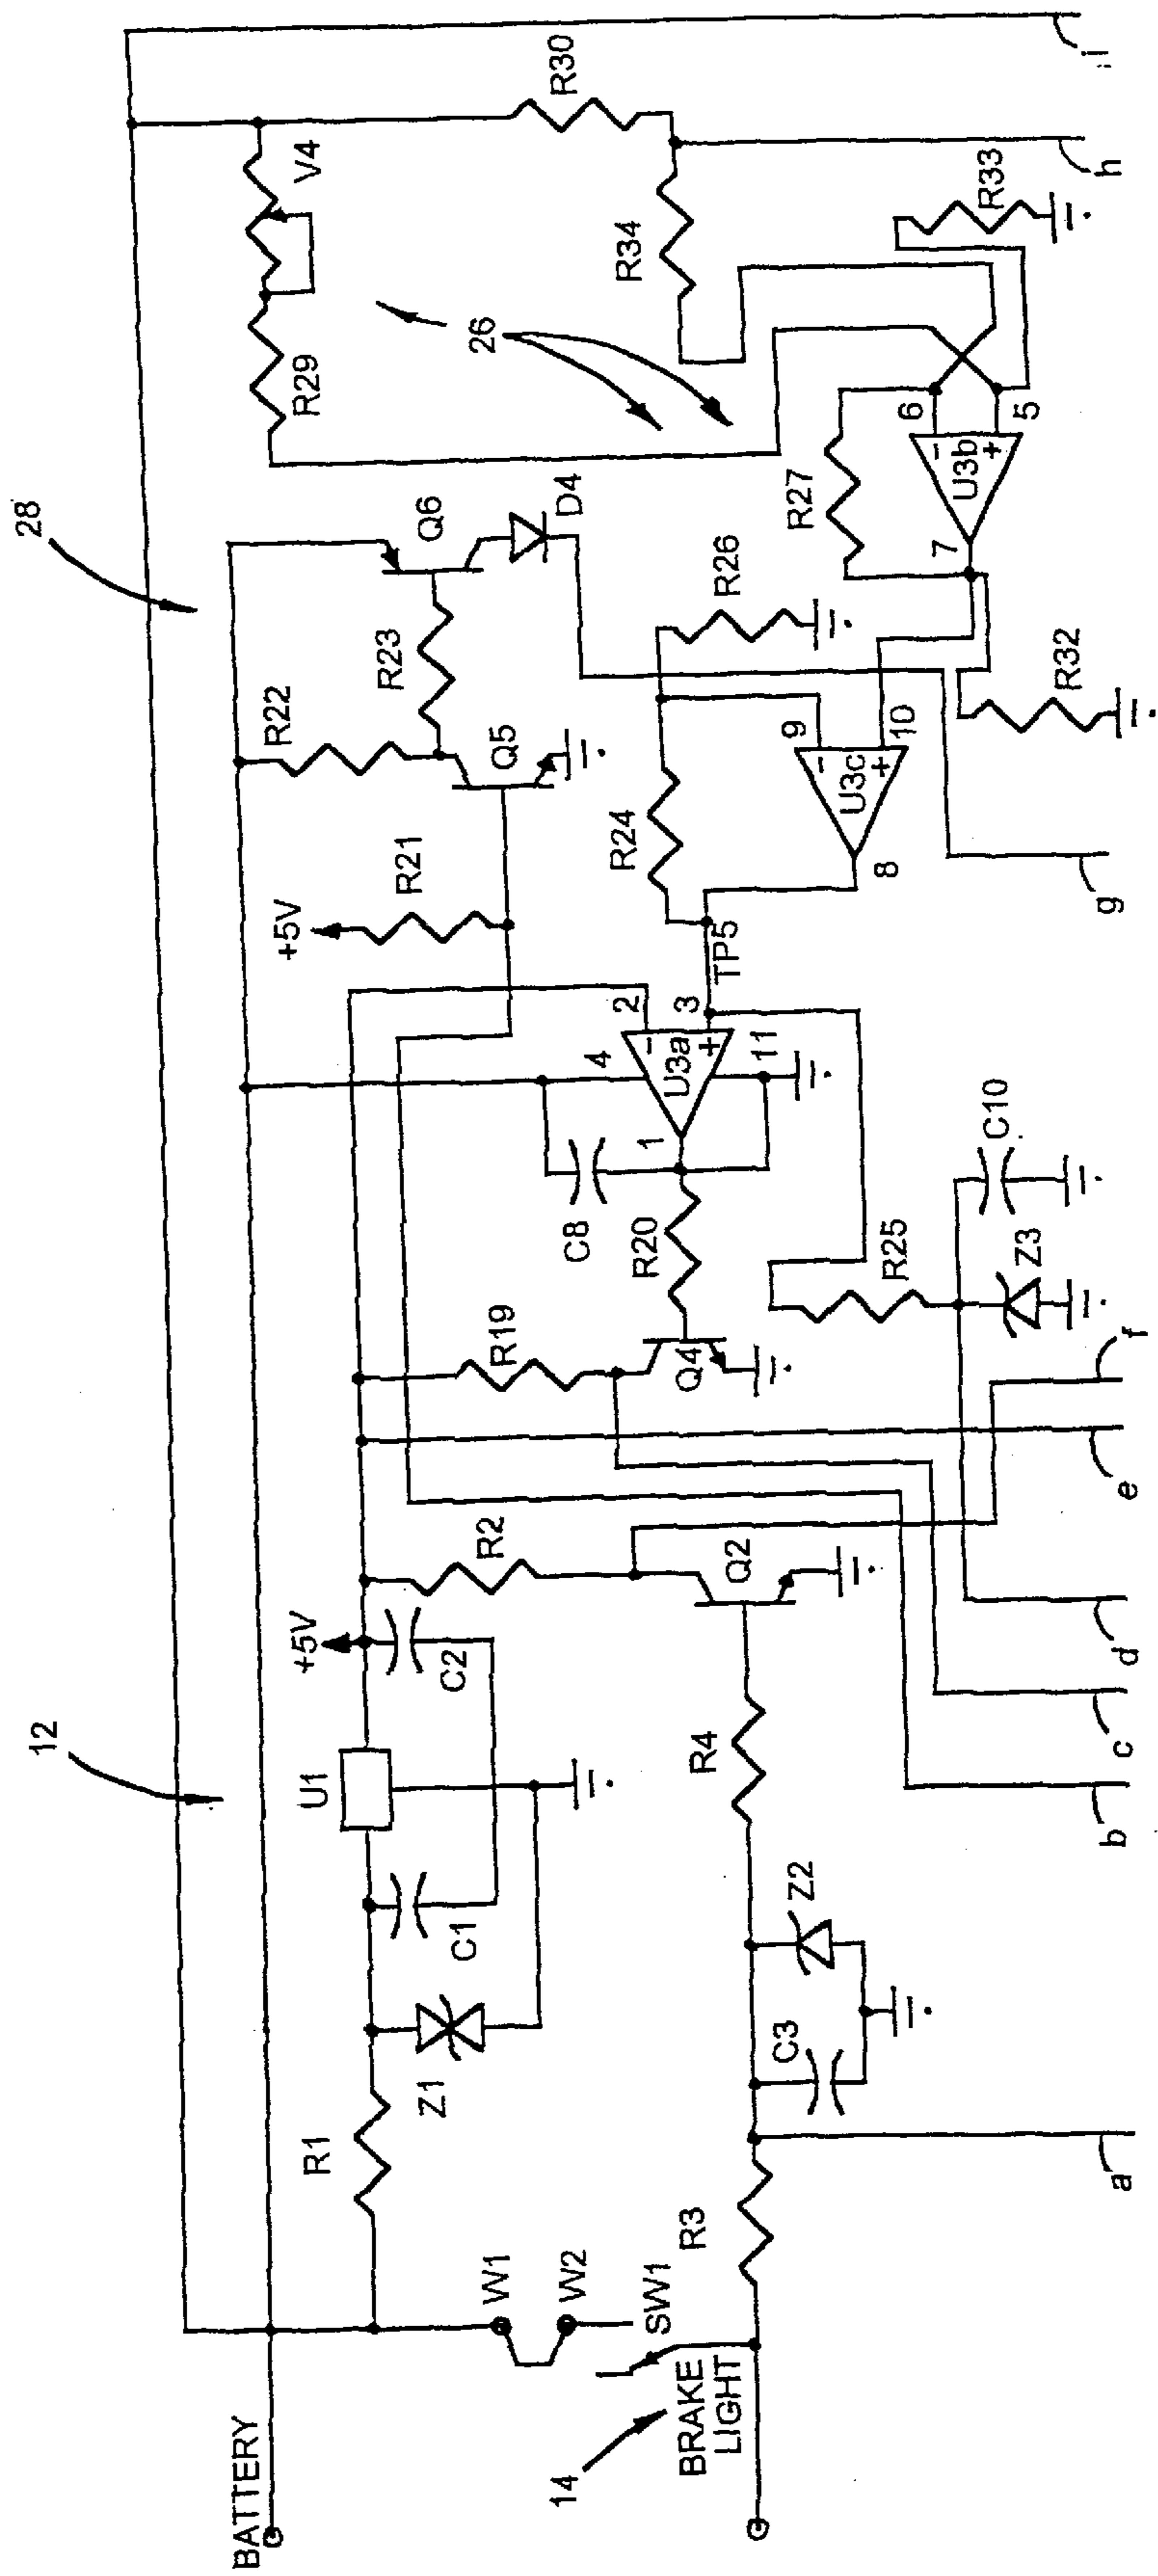 12
28
BATTERY
R1
Z1
C1
U1
+5V
C2
R2
W1
W2
SW1
14
BRAKE
LIGHT
R3
C3
Z2
R4
Q2
R19
Q4
R20
C8
1
4
2
3
11
U3a
-
+
TP5
+5V
R21
R22
Q5
R23
Q6
D4
R24
R26
9
10
8
U3c
-
+
R25
Z3
C10
R32
R27
7
6
5
U3b
-
+
26
R29
V4
R30
R34
R33
a
b
c
d
e
f
g
h
i